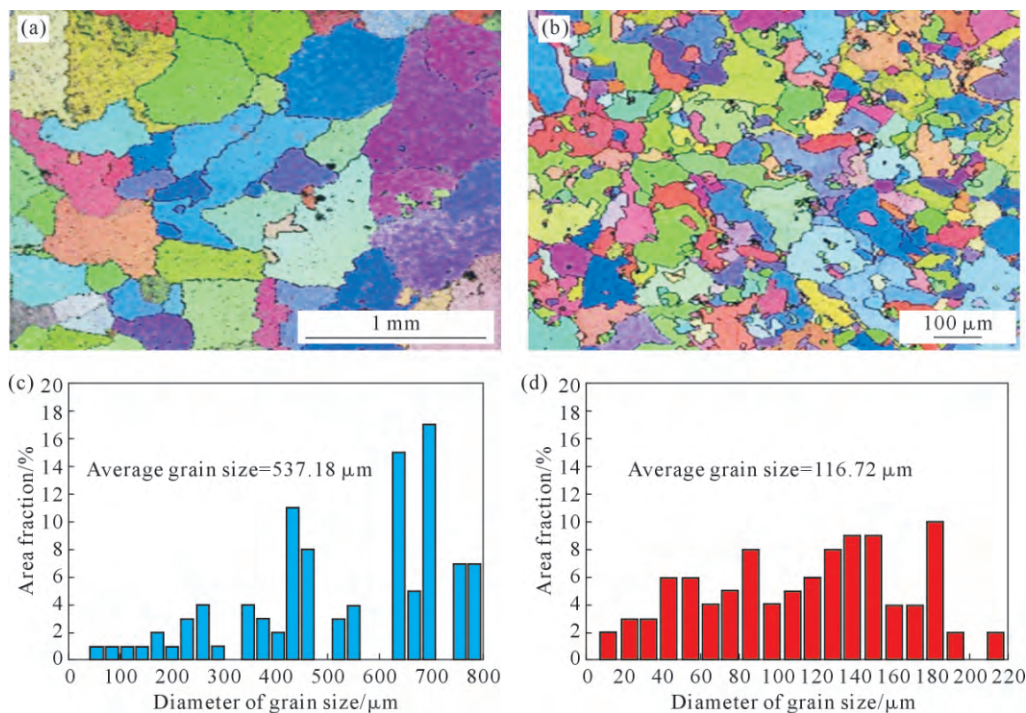 (a)
1 mm
(b)
100 μm
(c)
20
18
16
14
12
10
8
6
4
2
0
Area fraction/%
Average grain size=537.18 μm
0 100 200 300 400 500 600 700 800
Diameter of grain size/μm
(d)
20
18
16
14
12
10
8
6
4
2
0
Area fraction/%
Average grain size=116.72 μm
0 20 40 60 80 100 120 140 160 180 200 220
Diameter of grain size/μm